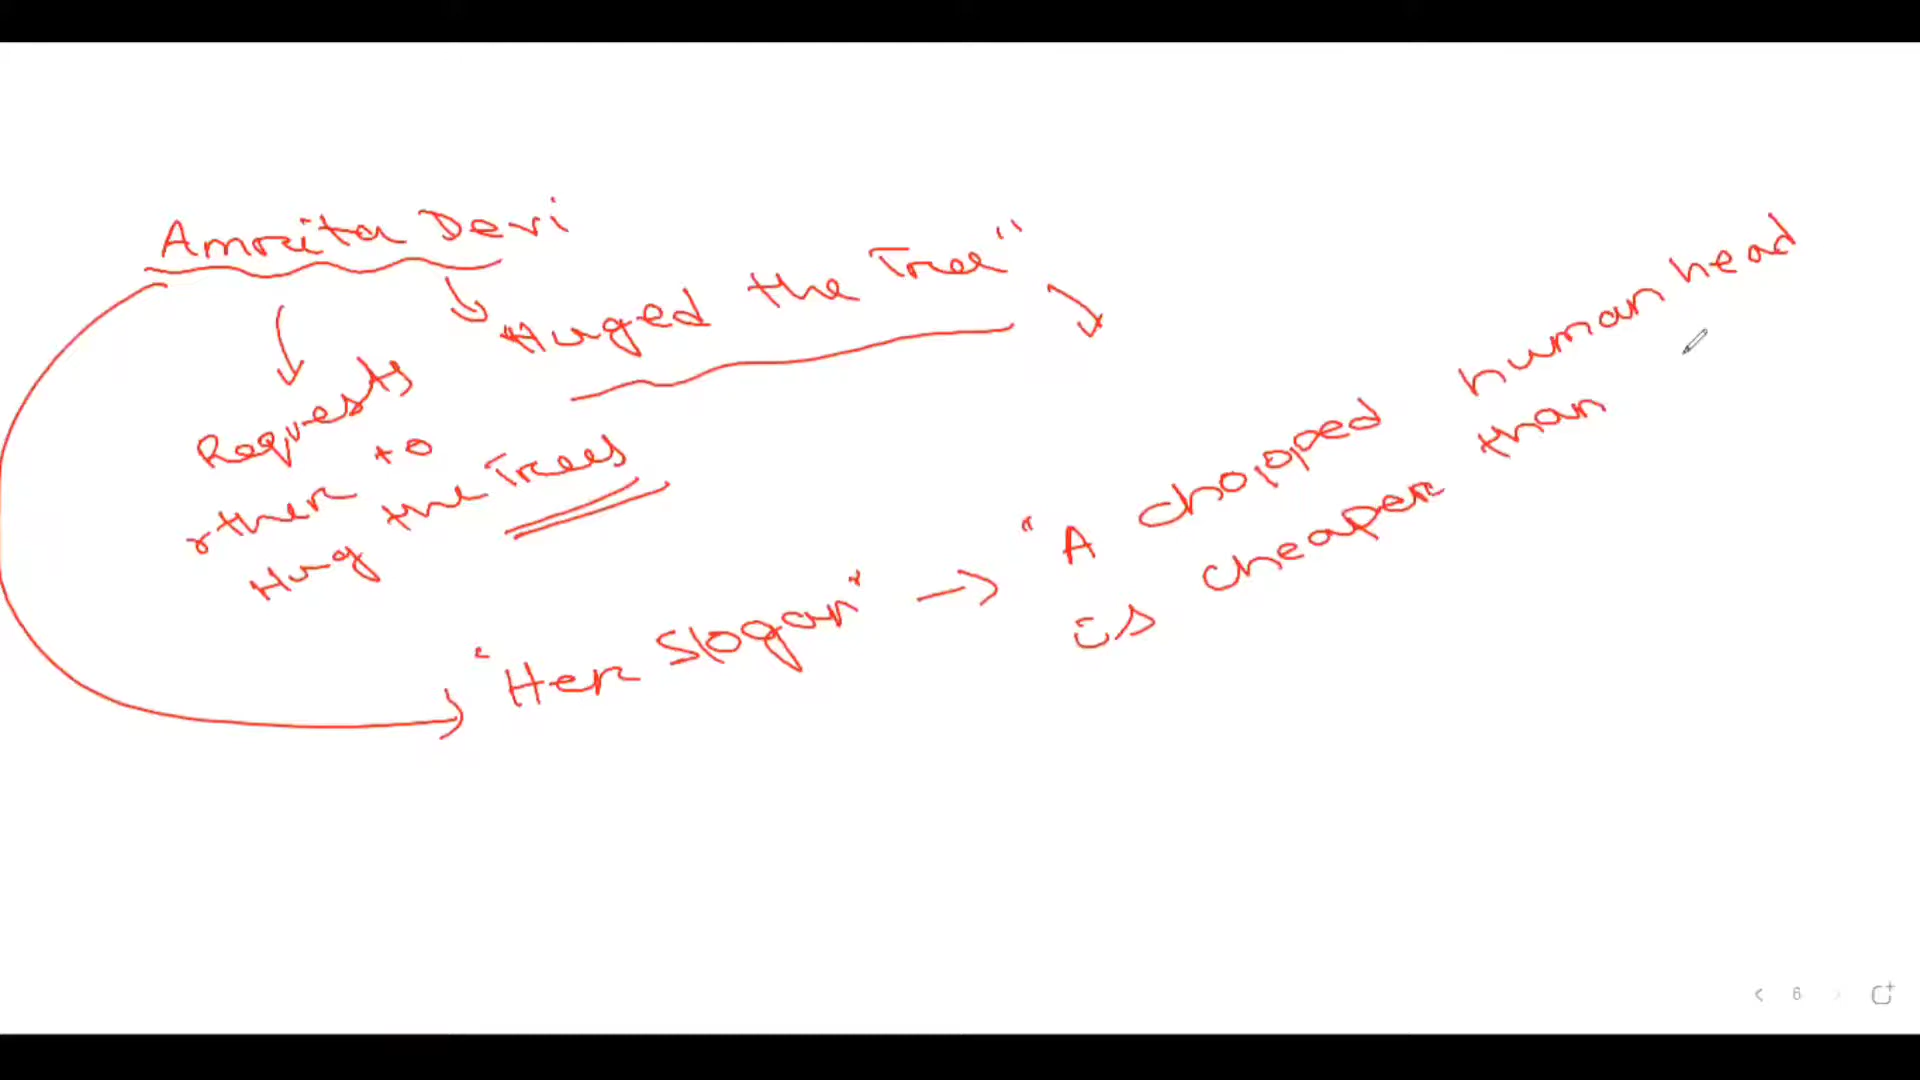 Amrita Devi
Huged the Tree"
Requests
other to
Hug the Trees
"Her Slogan" → "A chopped human head
is cheaper than
6